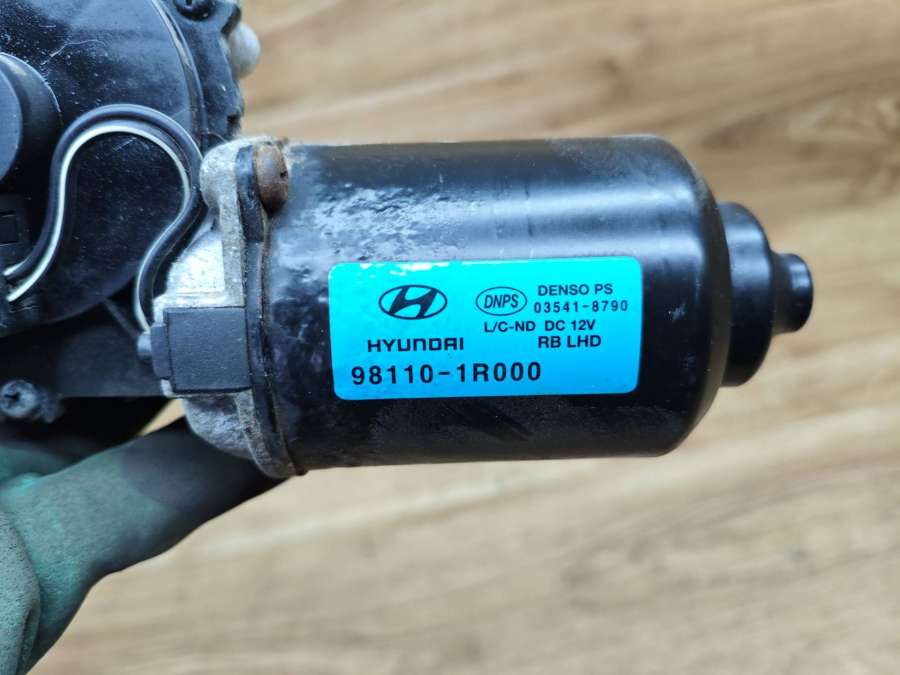 DNPS DENSO PS
03541-8790
L/C-ND DC 12V
HYUNDAI RB LHD
98110-1R000